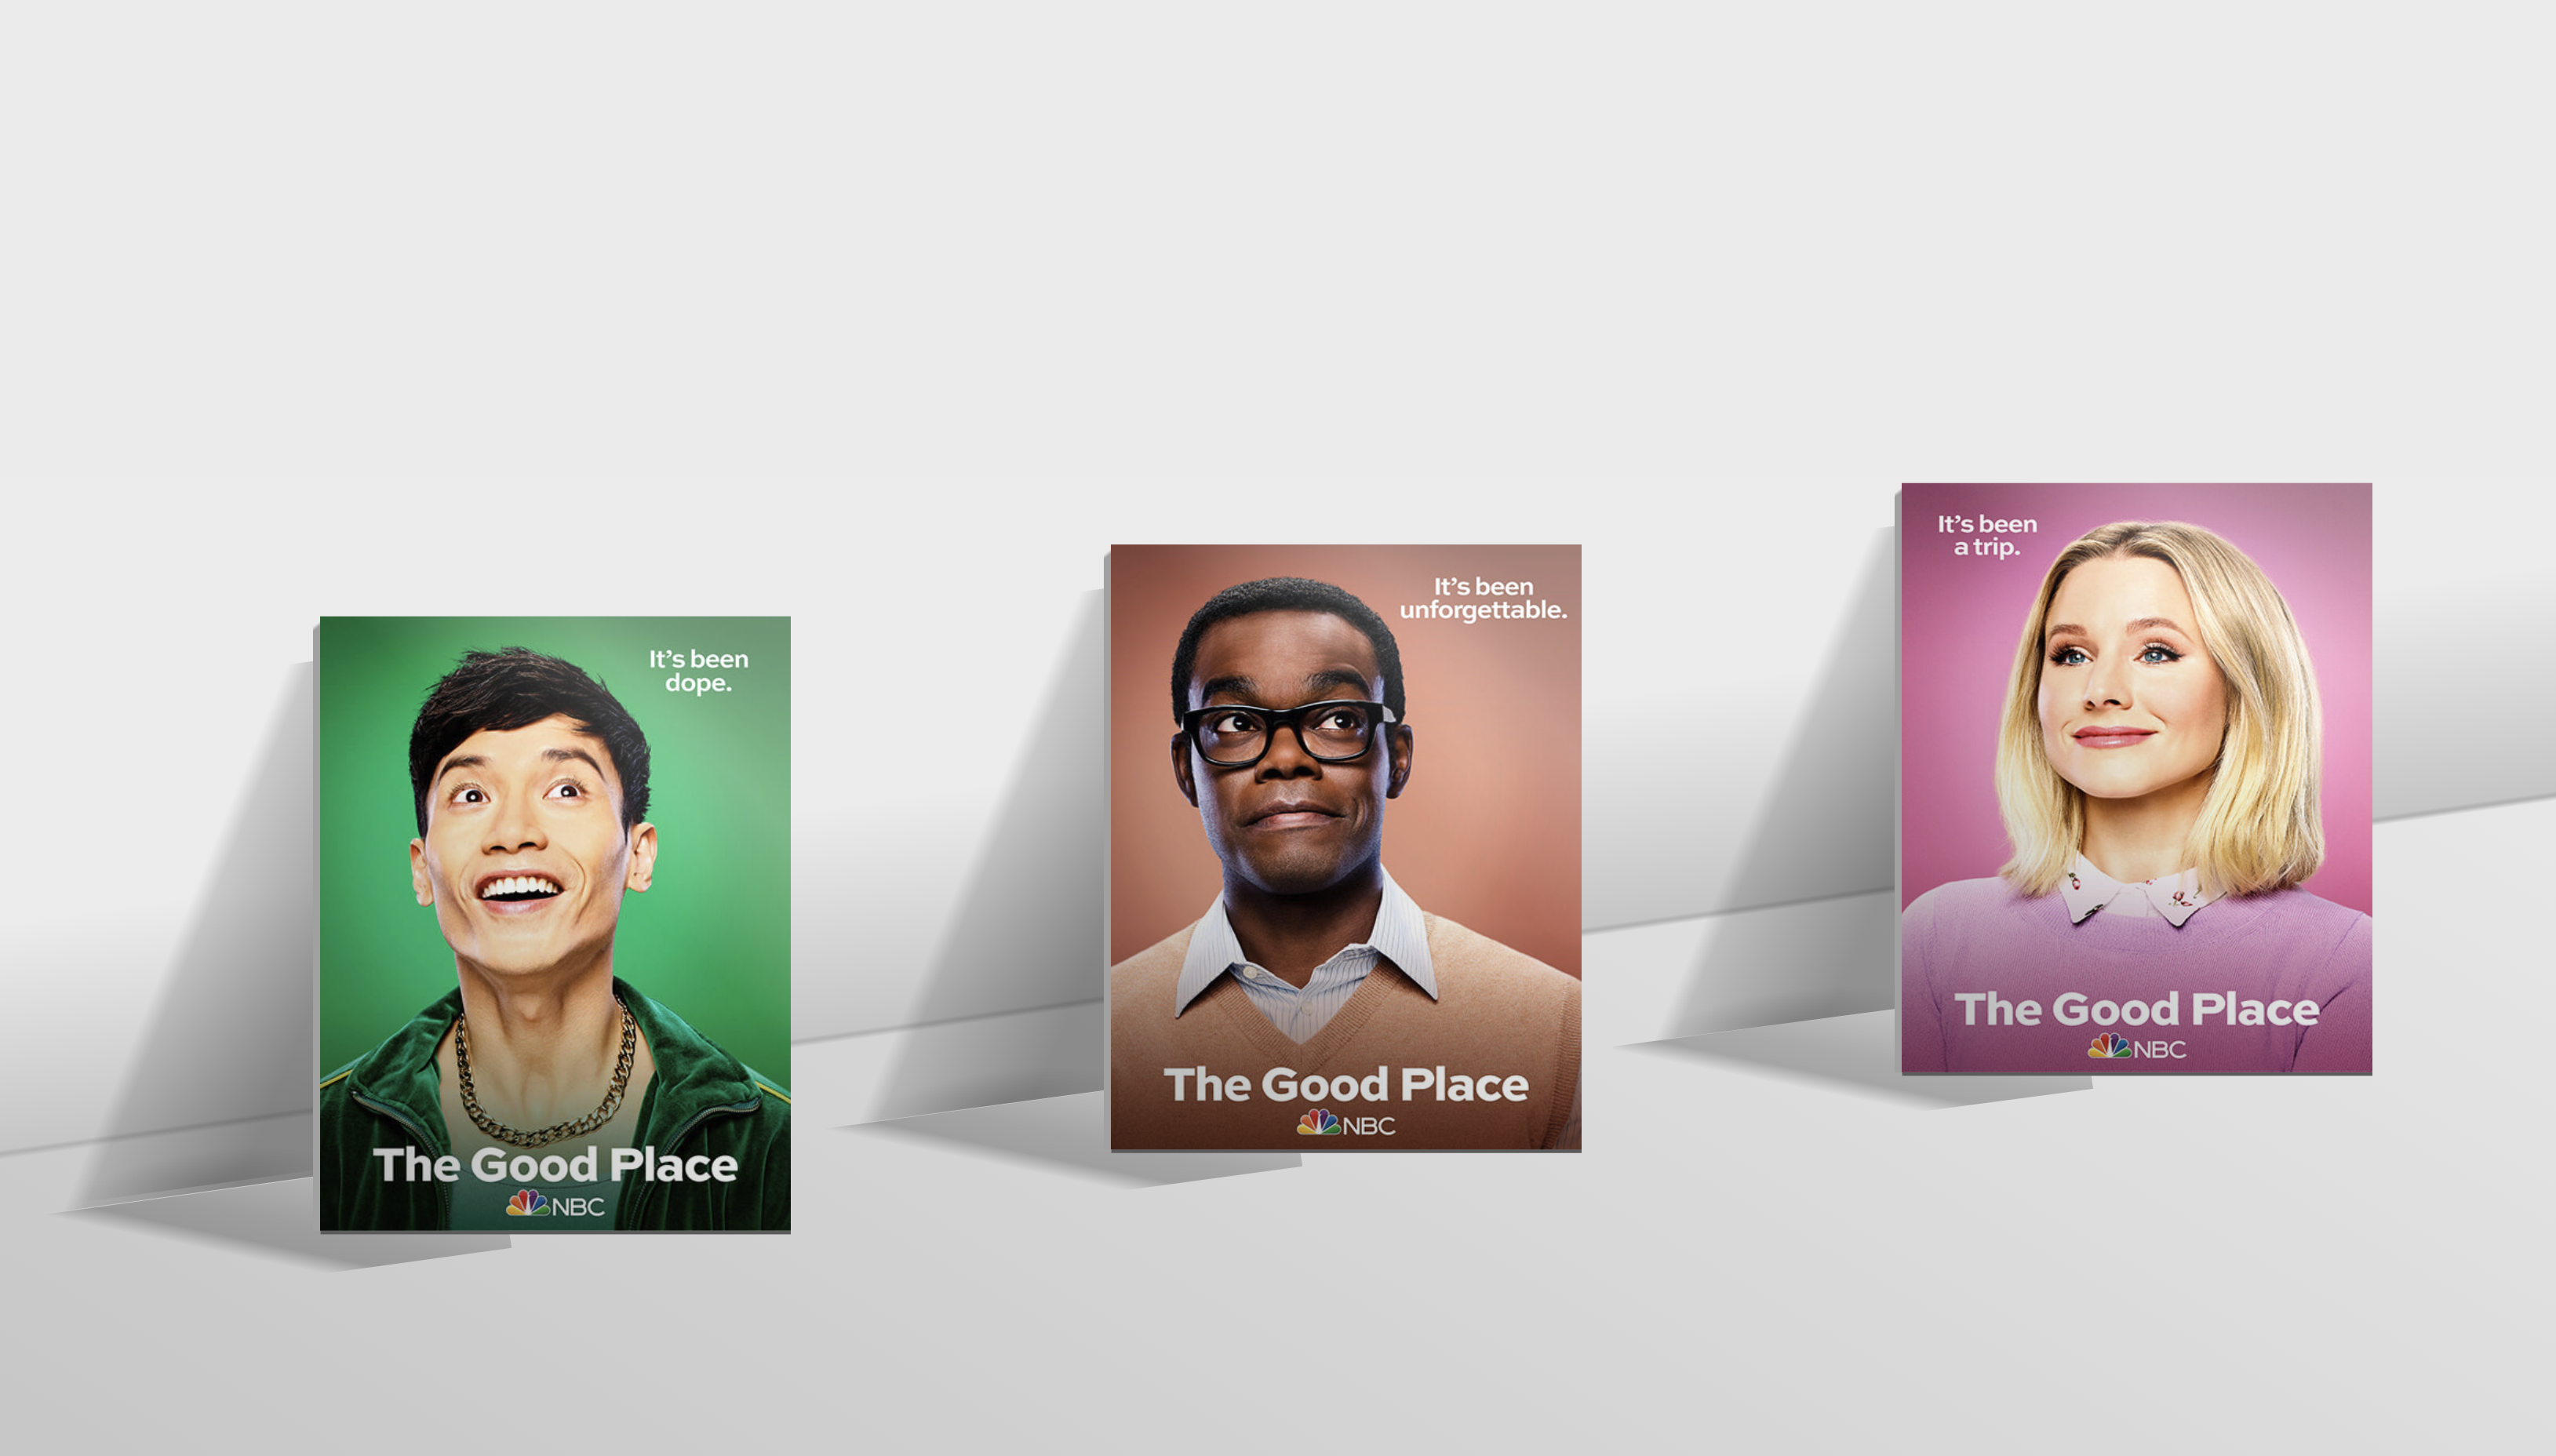 It's been
dope.
The Good Place
NBC
It's been
unforgettable.
The Good Place
NBC
It's been
a trip.
The Good Place
NBC